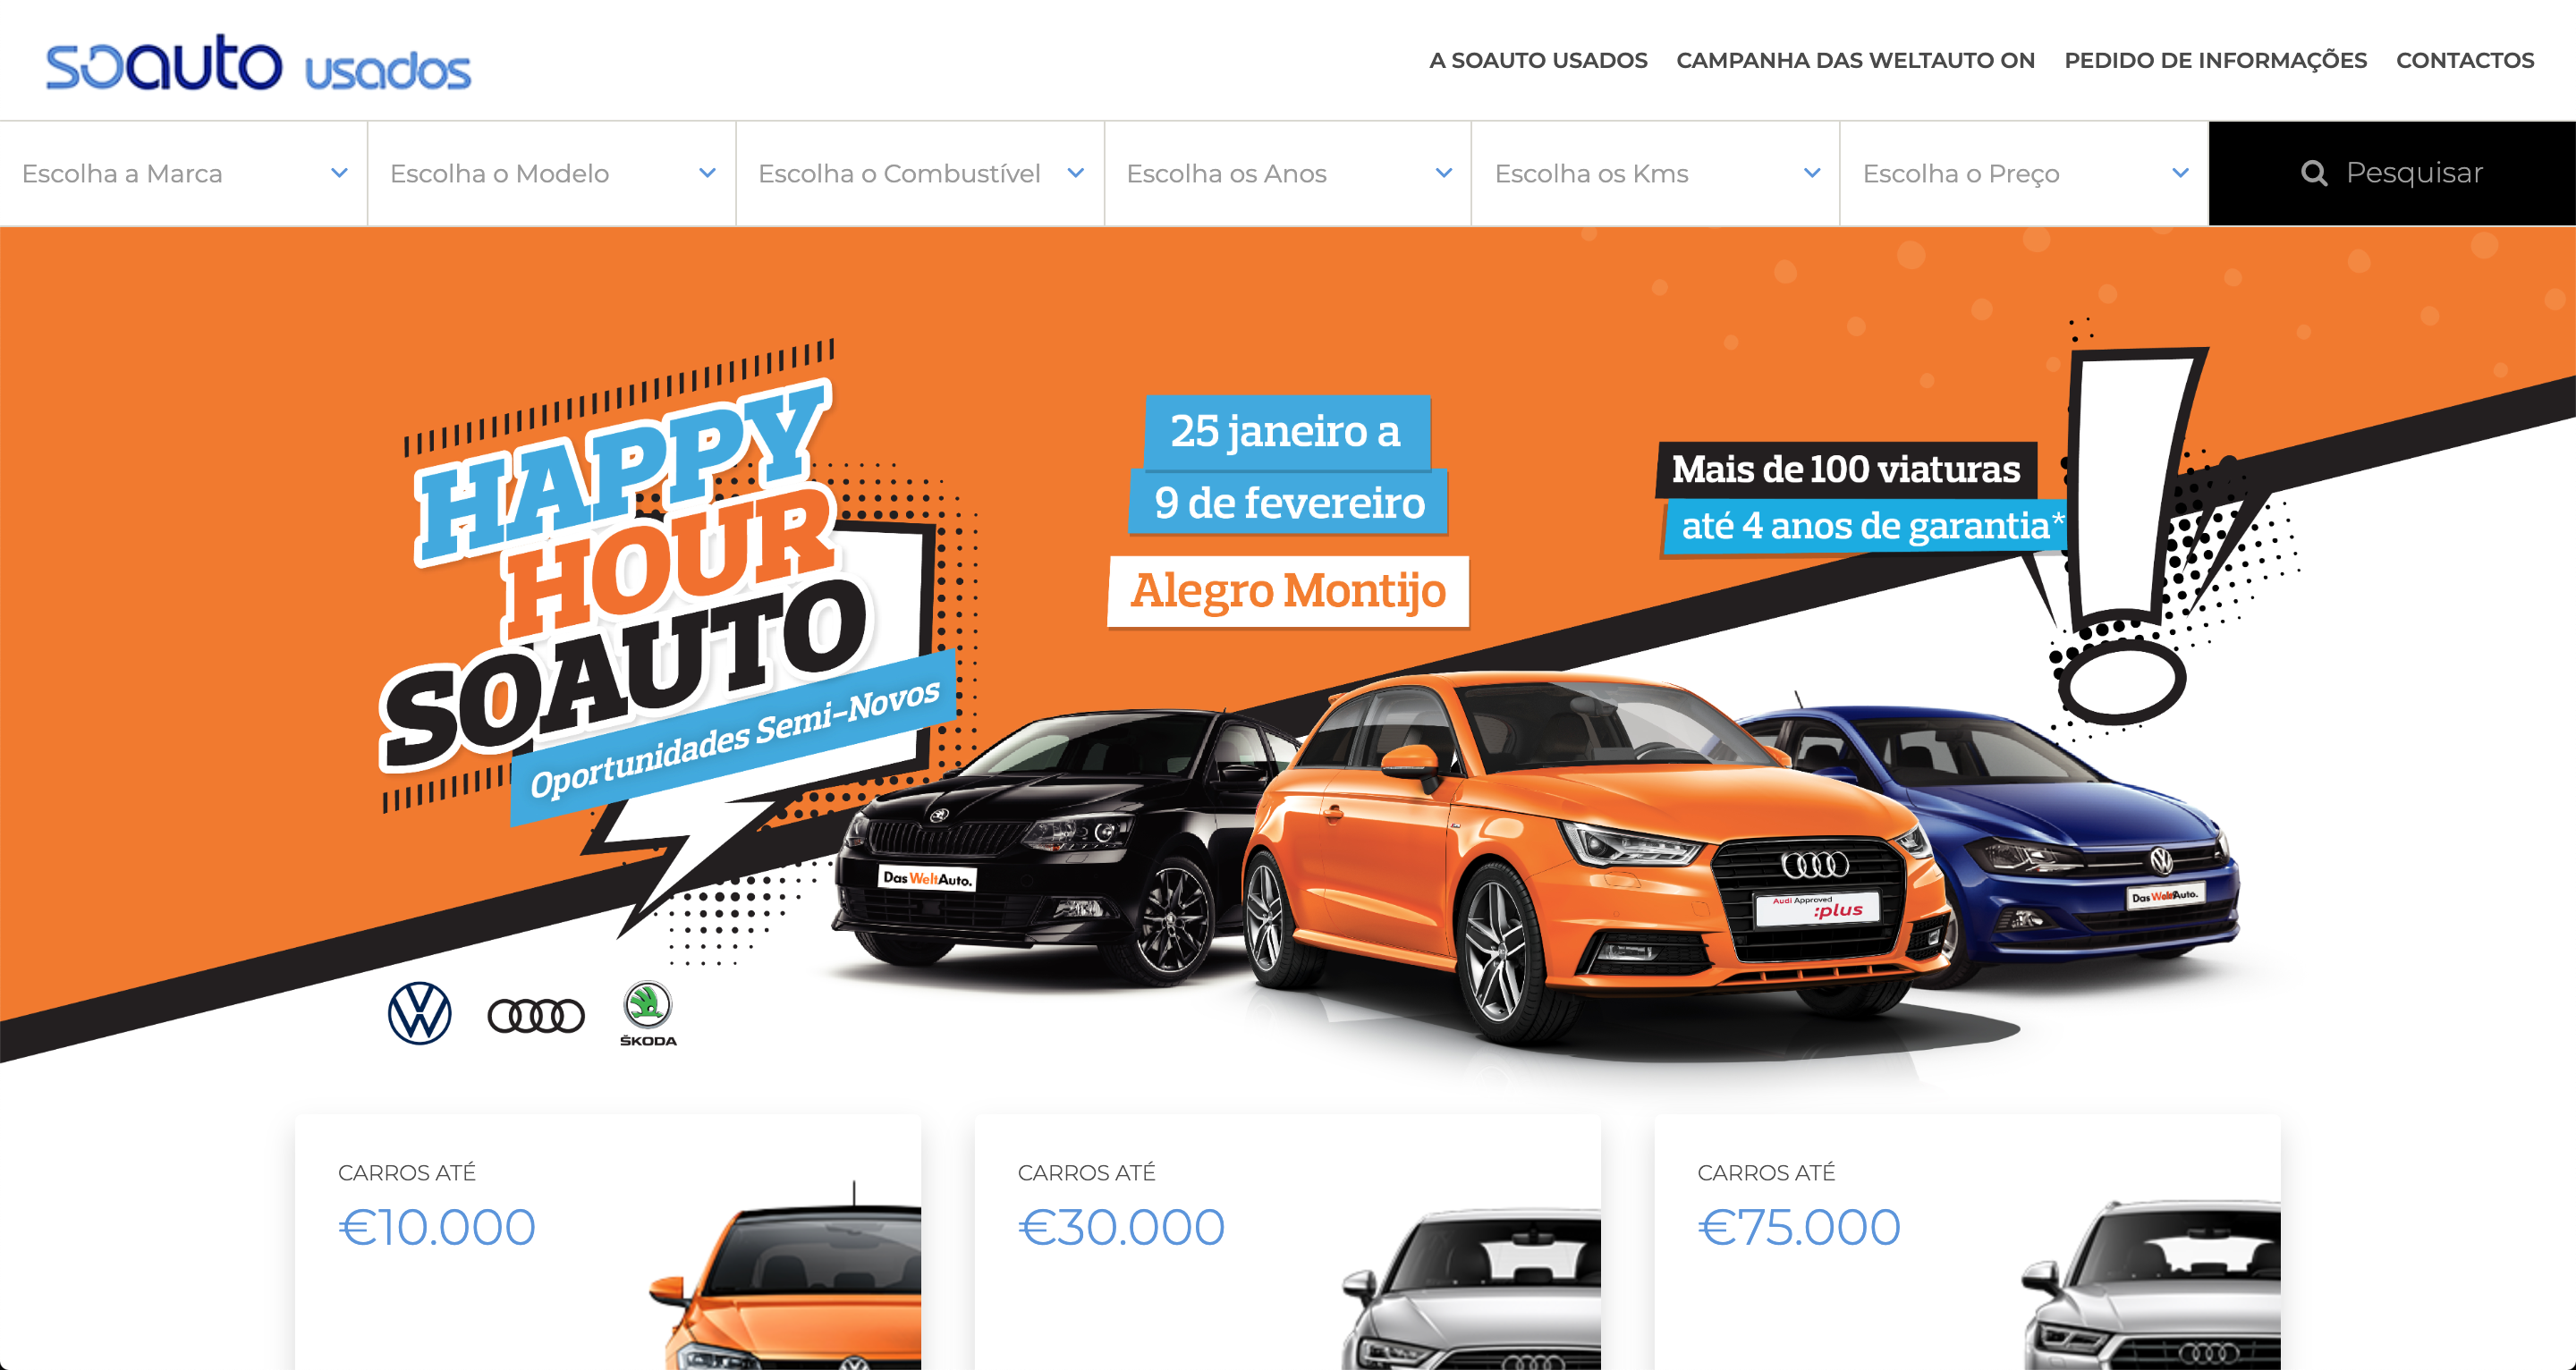 soauto usados
A SOAUTO USADOS
CAMPANHA DAS WELTAUTO ON
PEDIDO DE INFORMAÇÕES
CONTACTOS
Escolha a Marca
Escolha o Modelo
Escolha o Combustível
Escolha os Anos
Escolha os Kms
Escolha o Preço
Pesquisar
HAPPY
HOUR
SOAUTO
Oportunidades Semi-Novos
25 janeiro a
9 de fevereiro
Alegro Montijo
Mais de 100 viaturas
até 4 anos de garantia*
Das WeltAuto.
Audi Approved
:plus
Das WeltAuto.
ŠKODA
CARROS ATÉ
€10.000
CARROS ATÉ
€30.000
CARROS ATÉ
€75.000